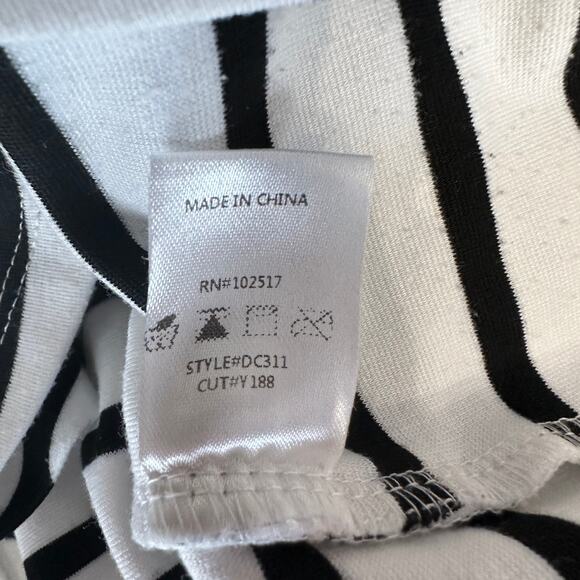 MADE IN CHINA
RN#102517
STYLE#DC311
CUT#Y188